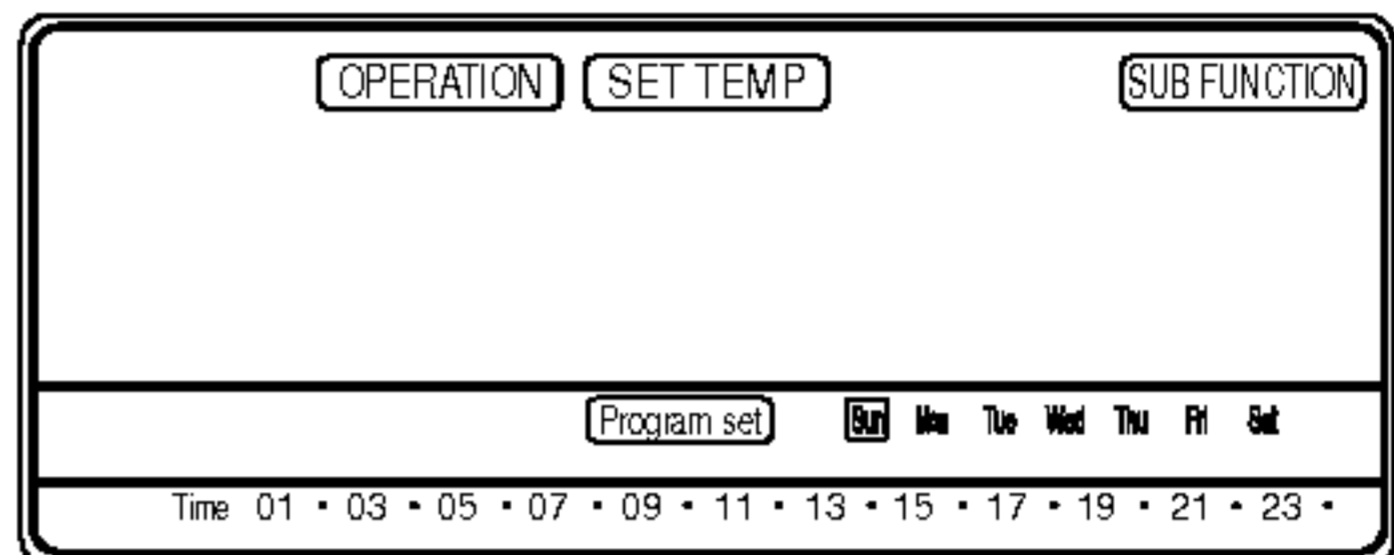 OPERATION SET TEMP SUB FUNCTION
Program set Sun Mon Tue Wed Thu Fri Sat
Time 01 • 03 • 05 • 07 • 09 • 11 • 13 • 15 • 17 • 19 • 21 • 23 •